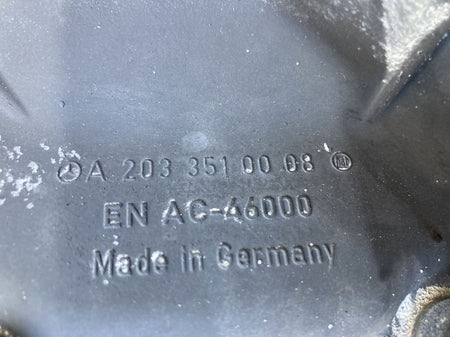 A 203 351 00 08
EN AC-46000
Made in Germany